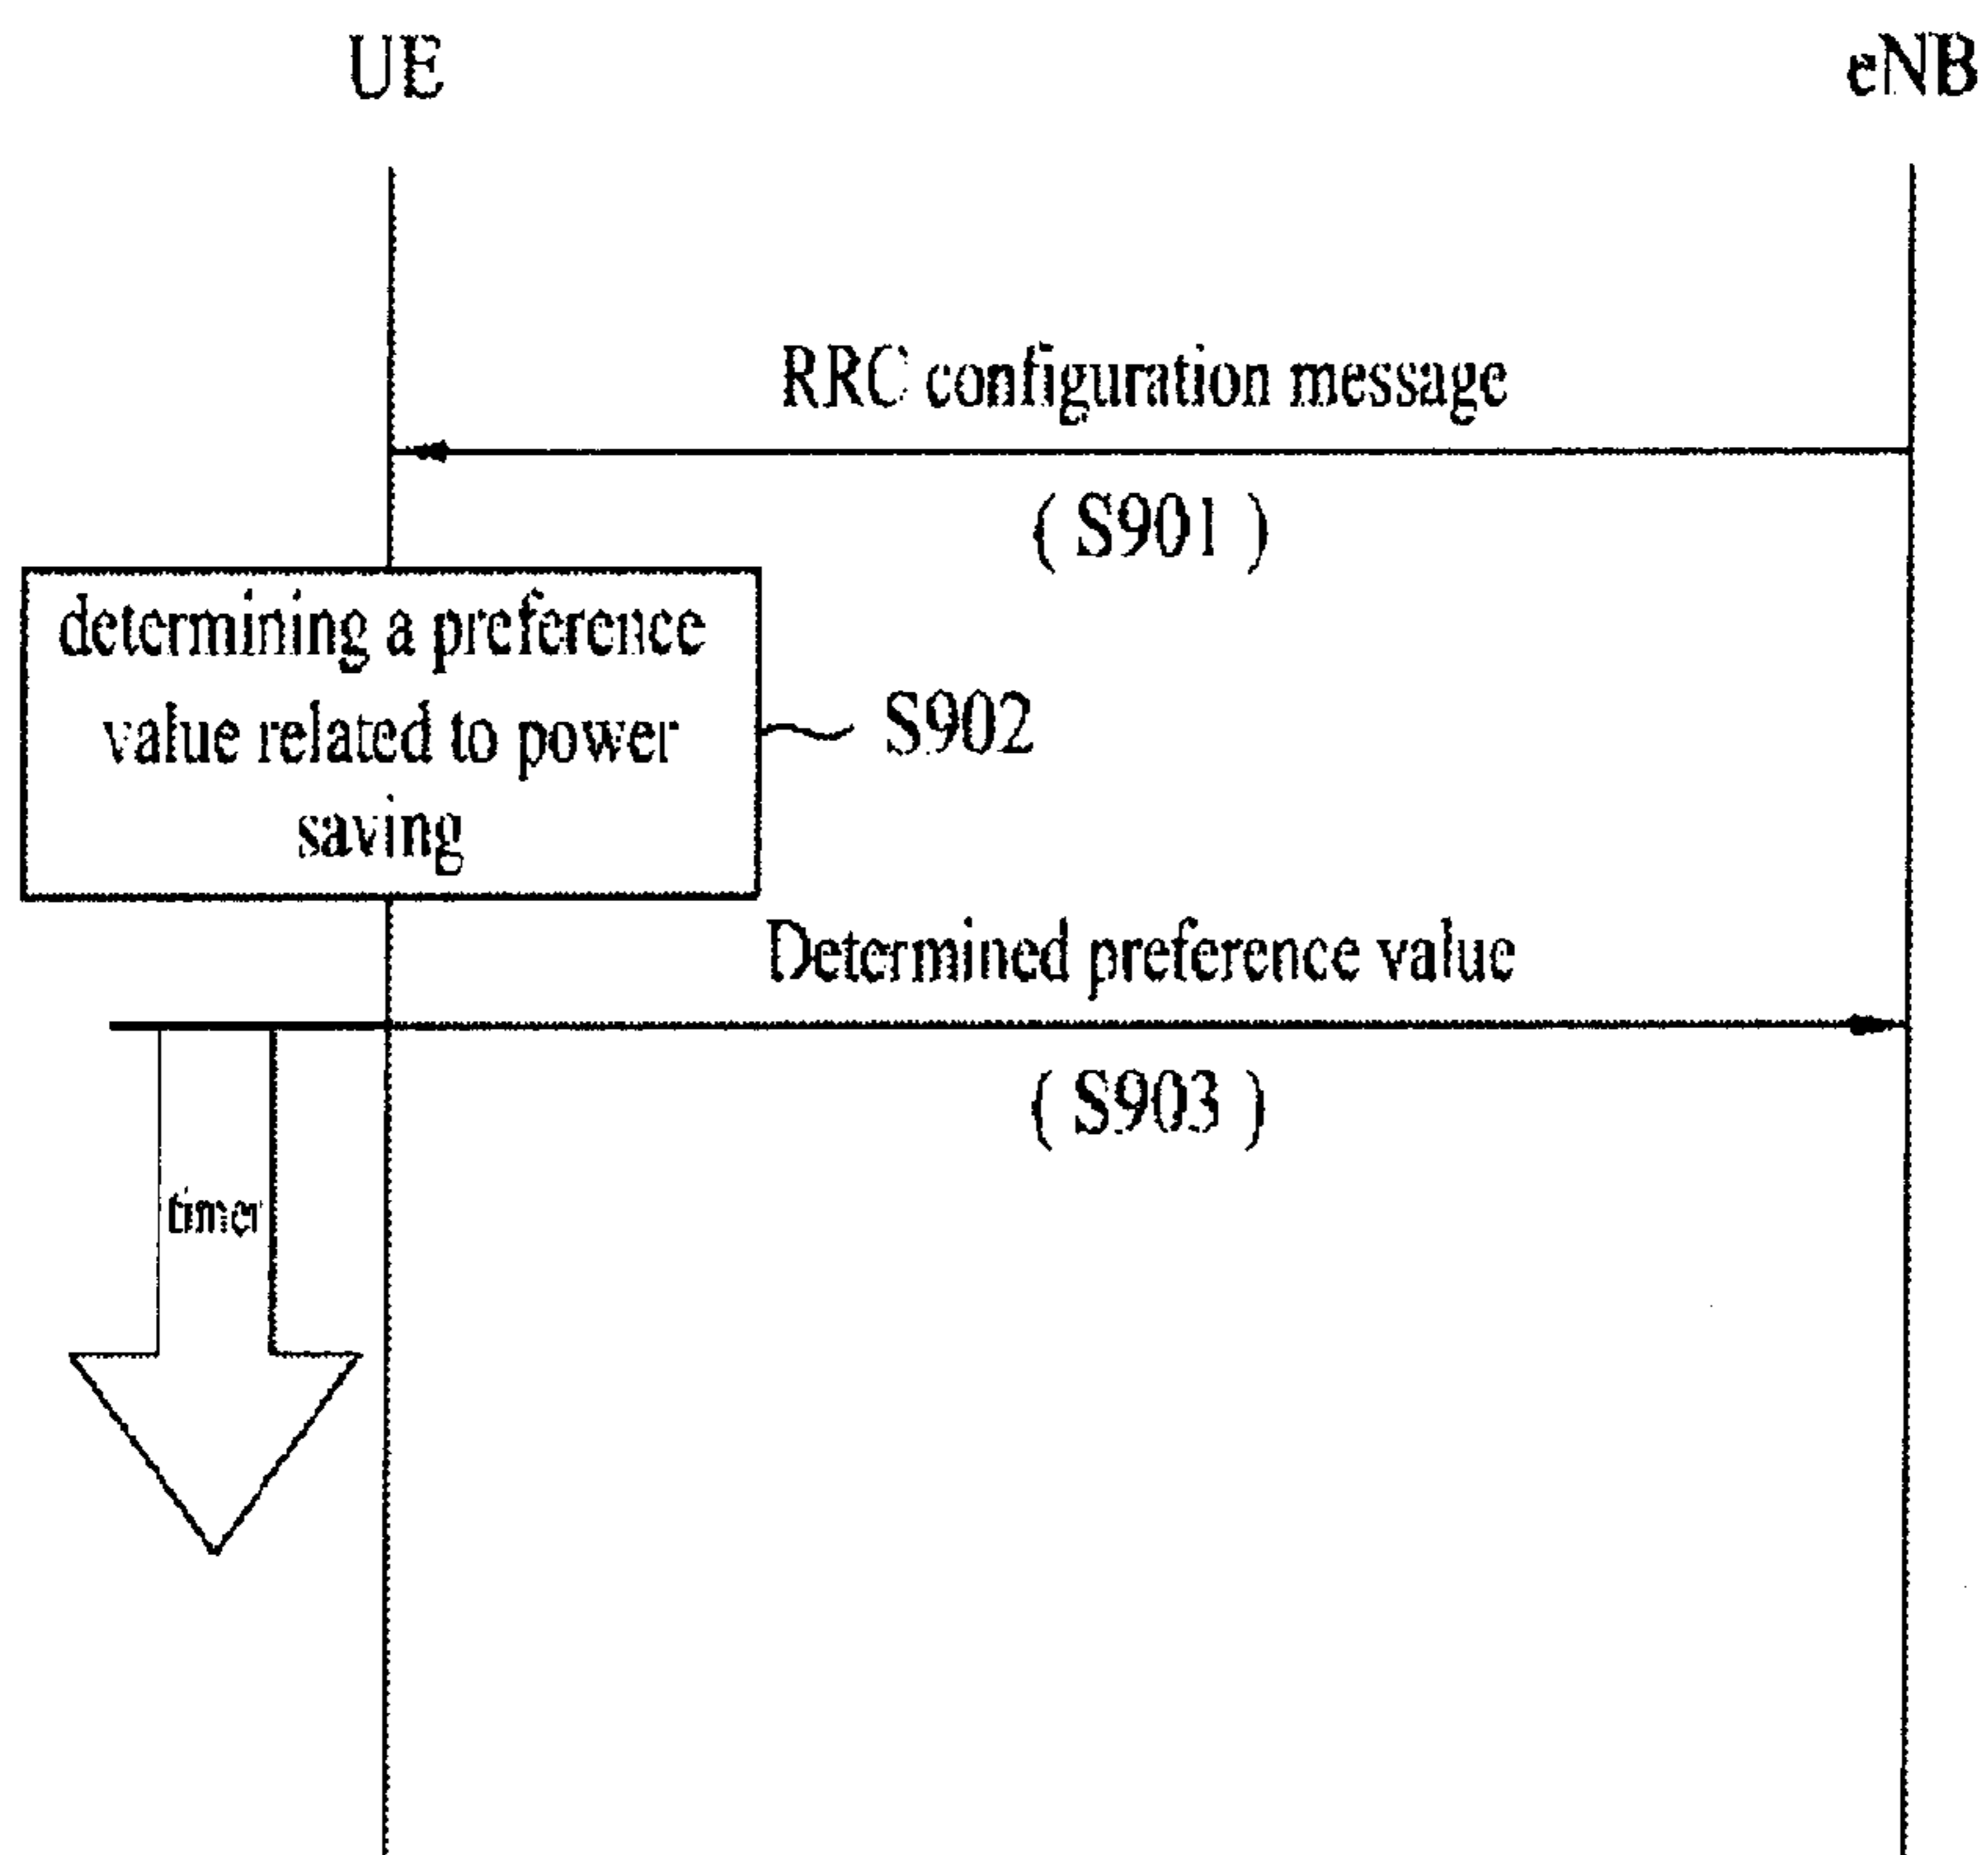 UE
eNB
RRC configuration message
( S901 )
determining a preference
value related to power
saving
S902
Determined preference value
( S903 )
timer